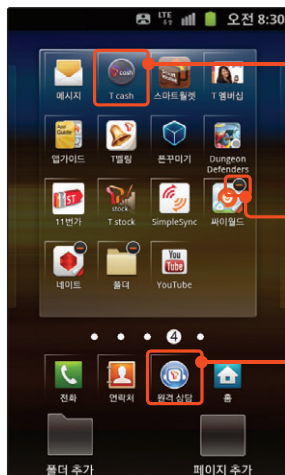 LTE 오전 8:30
메시지 T cash 스마트월렛 T 멤버십
앱가이드 T벨링 폰꾸미기 Dungeon Defenders
11번가 T stock SimpleSync 싸이월드
네이트 폴더 YouTube
4
전화 연락처 원격 상담 홈
폴더 추가 페이지 추가